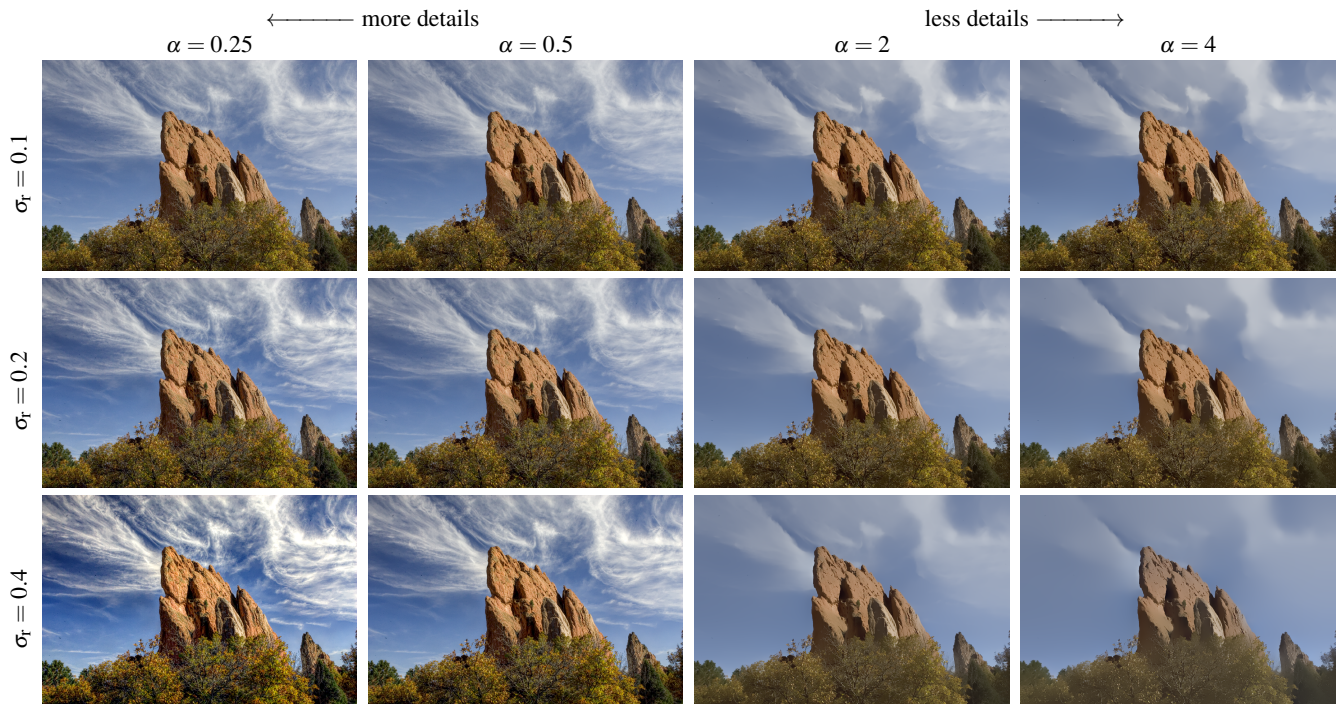 ←—— more details less details ——→
α = 0.25 α = 0.5 α = 2 α = 4
σr = 0.1
σr = 0.2
σr = 0.4